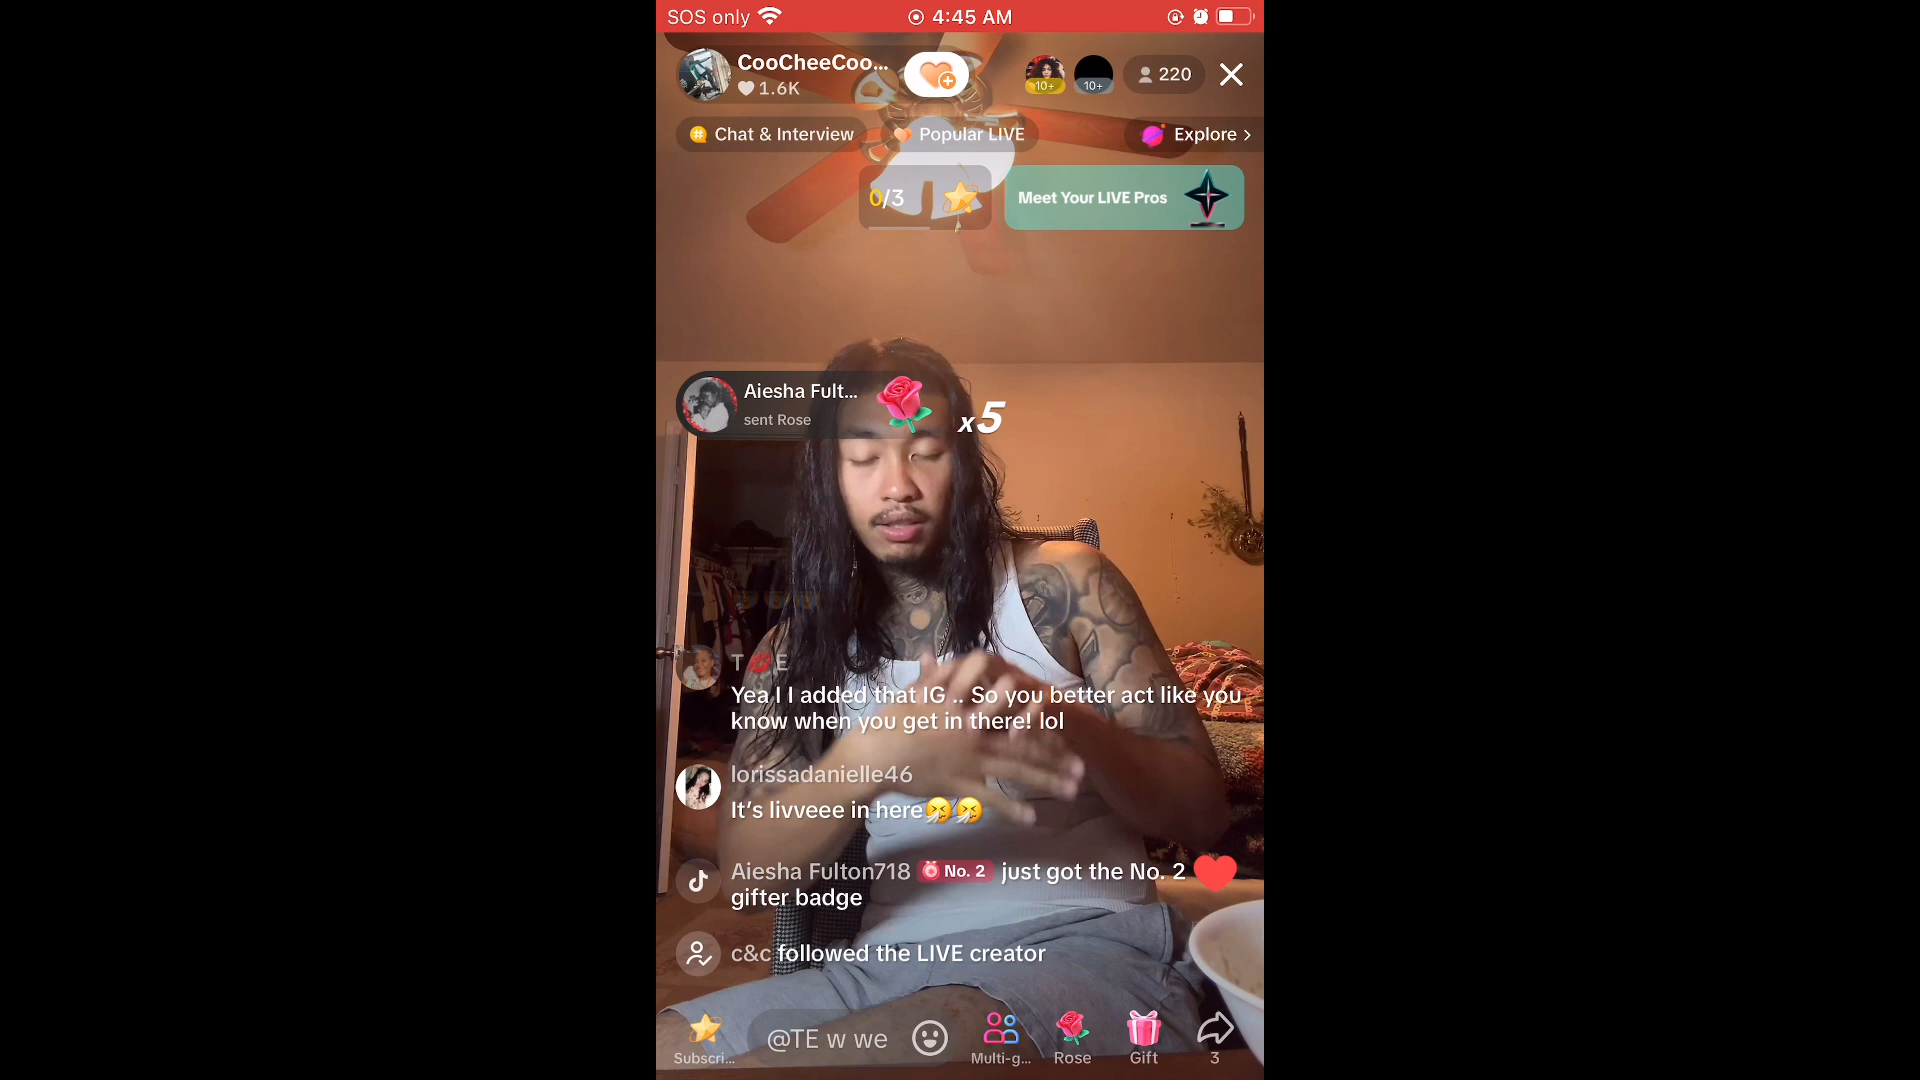 SOS only 4:45 AM
CooCheeCoo...
1.6K
10+
10+
220
Chat & Interview
Popular LIVE
Explore >
0/3
Meet Your LIVE Pros
Aiesha Fult...
sent Rose
x5
T E
Yea I I added that IG .. So you better act like you
know when you get in there! lol
lorissadanielle46
It's livveee in here
Aiesha Fulton718 No. 2 just got the No. 2
gifter badge
c&c followed the LIVE creator
@TE w we
Subscri...
Multi-g...
Rose
Gift
3